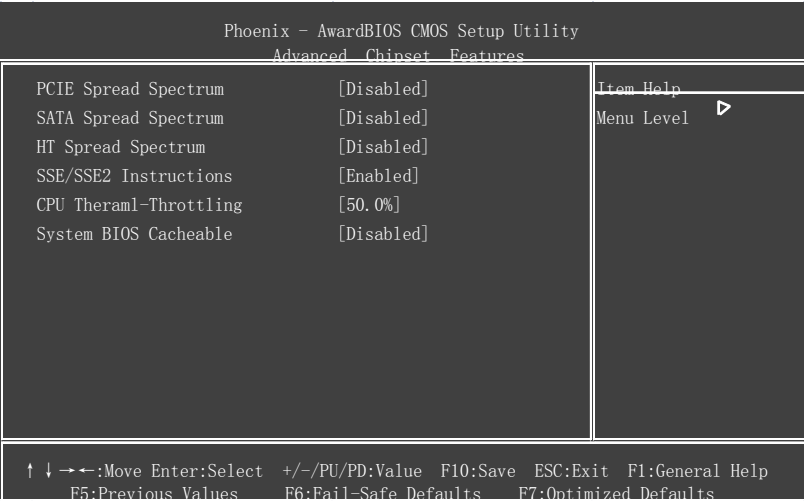 Phoenix - AwardBIOS CMOS Setup Utility
Advanced Chipset Features
PCIE Spread Spectrum [Disabled]
SATA Spread Spectrum [Disabled]
HT Spread Spectrum [Disabled]
SSE/SSE2 Instructions [Enabled]
CPU Theraml-Throttling [50.0%]
System BIOS Cacheable [Disabled]
Item Help
Menu Level
↑↓→←:Move Enter:Select +/-/PU/PD:Value F10:Save ESC:Exit F1:General Help
F5:Previous Values F6:Fail-Safe Defaults F7:Optimized Defaults